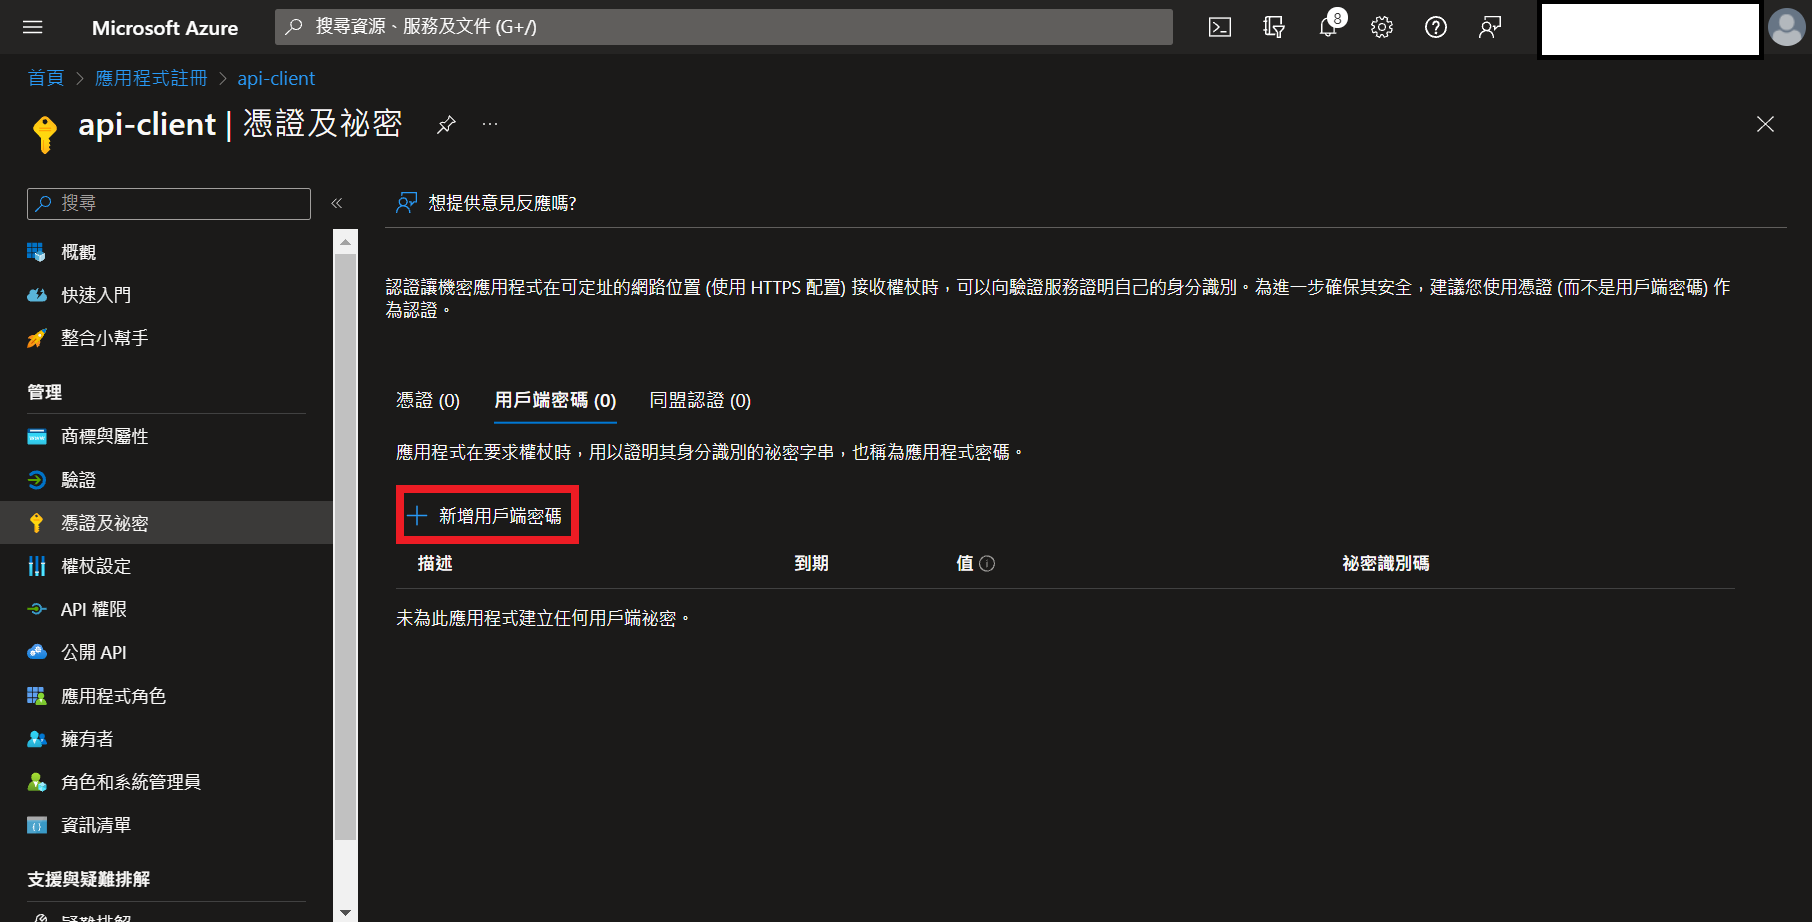 Microsoft Azure
搜尋資源、服務及文件 (G+/)
8
首頁 > 應用程式註冊 > api-client
api-client | 憑證及祕密
搜尋
«
想提供意見反應嗎?
概觀
快速入門
整合小幫手
管理
商標與屬性
驗證
憑證及祕密
權杖設定
API 權限
公開 API
應用程式角色
擁有者
角色和系統管理員
資訊清單
支援與疑難排解
疑難排解
認證讓機密應用程式在可定址的網路位置 (使用 HTTPS 配置) 接收權杖時，可以向驗證服務證明自己的身分識別。為進一步確保其安全，建議您使用憑證 (而不是用戶端密碼) 作
為認證。
憑證 (0)
用戶端密碼 (0)
同盟認證 (0)
應用程式在要求權杖時，用以證明其身分識別的祕密字串，也稱為應用程式密碼。
新增用戶端密碼
描述
到期
值
祕密識別碼
未為此應用程式建立任何用戶端祕密。